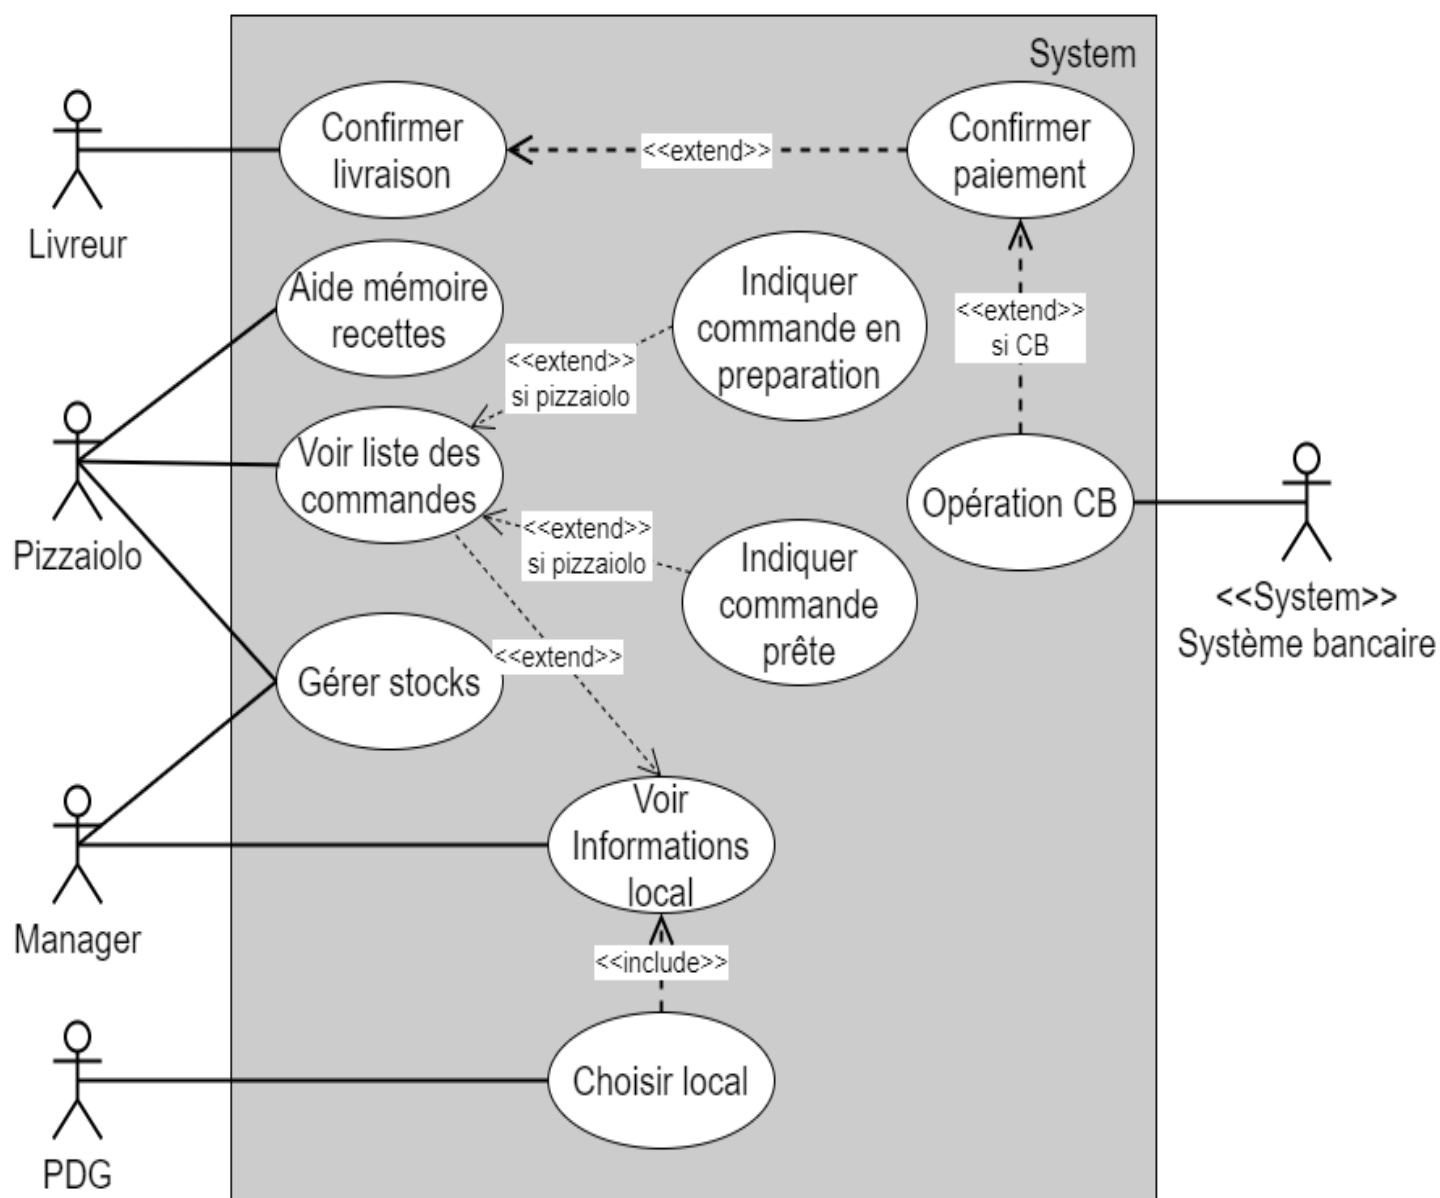 System
Confirmer
livraison
<<extend>>
Confirmer
paiement
Livreur
Aide mémoire
recettes
Indiquer
commande en
preparation
<<extend>>
si CB
<<extend>>
si pizzaiolo
Voir liste des
commandes
Pizzaiolo
Opération CB
<<extend>>
si pizzaiolo
Indiquer
commande
prête
<<System>>
Système bancaire
Gérer stocks
<<extend>>
Voir
Informations
local
Manager
<<include>>
Choisir local
PDG